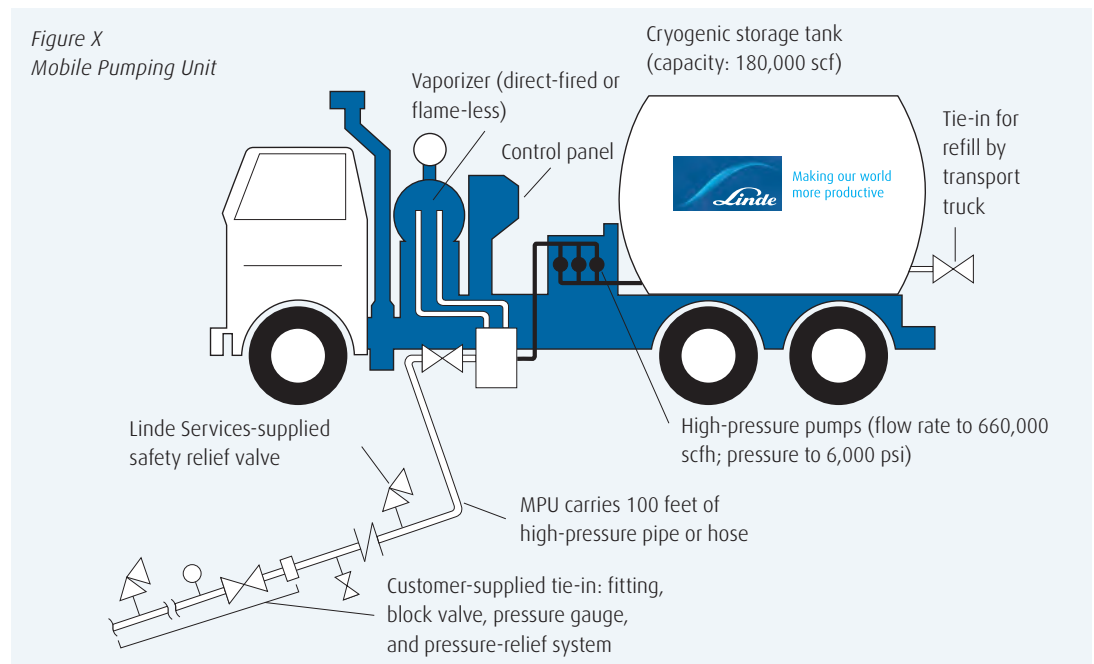 Figure X
Mobile Pumping Unit
Cryogenic storage tank
(capacity: 180,000 scf)
Vaporizer (direct-fired or
flame-less)
Control panel
Tie-in for
refill by
transport
truck
Linde
Making our world
more productive
Linde Services-supplied
safety relief valve
High-pressure pumps (flow rate to 660,000
scfh; pressure to 6,000 psi)
MPU carries 100 feet of
high-pressure pipe or hose
Customer-supplied tie-in: fitting,
block valve, pressure gauge,
and pressure-relief system